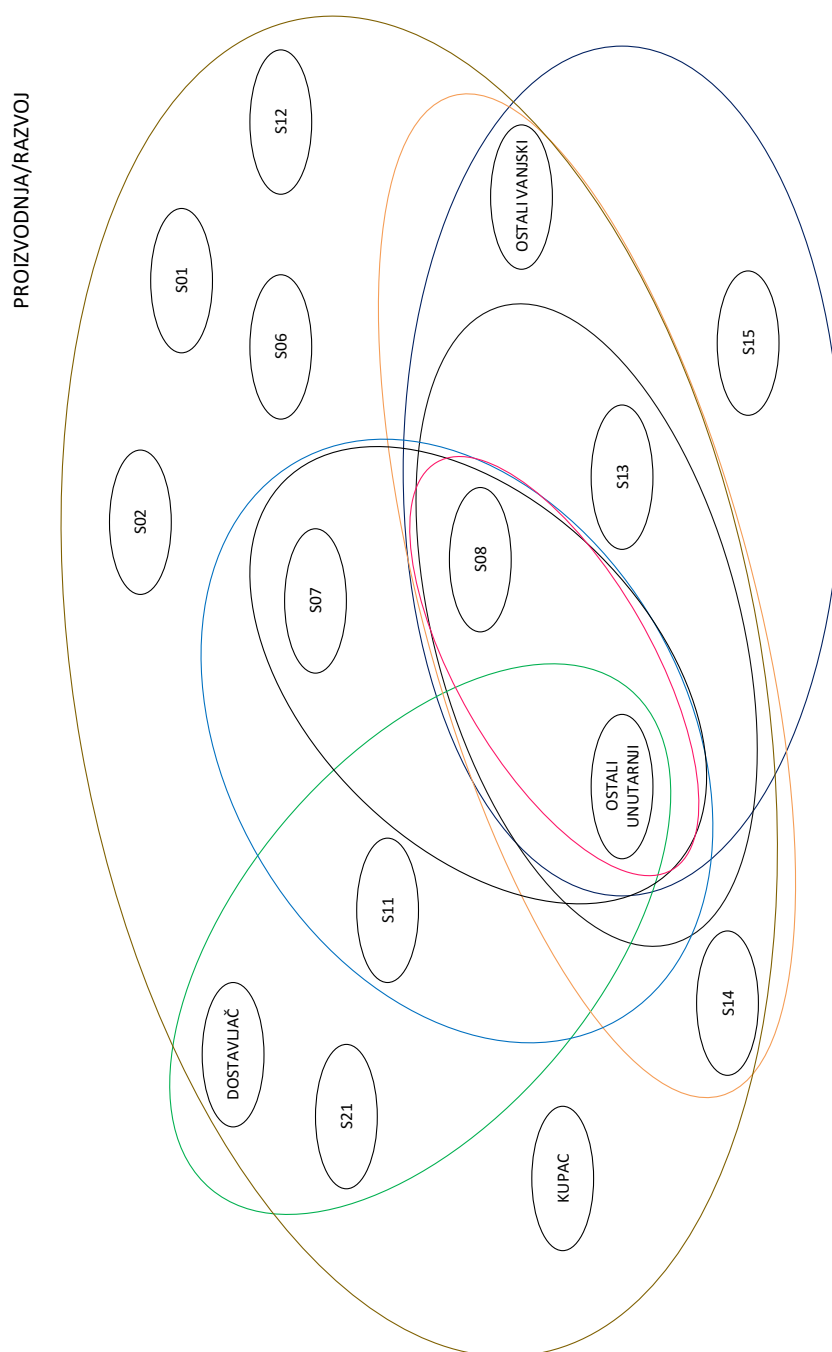 PROIZVODNJA/RAZVOJ
S12
S01
S06
S02
OSTALI VANJSKI
S15
S13
S08
S07
OSTALI
UNUTARNJI
S11
S14
DOSTAVLJAČ
S21
KUPAC